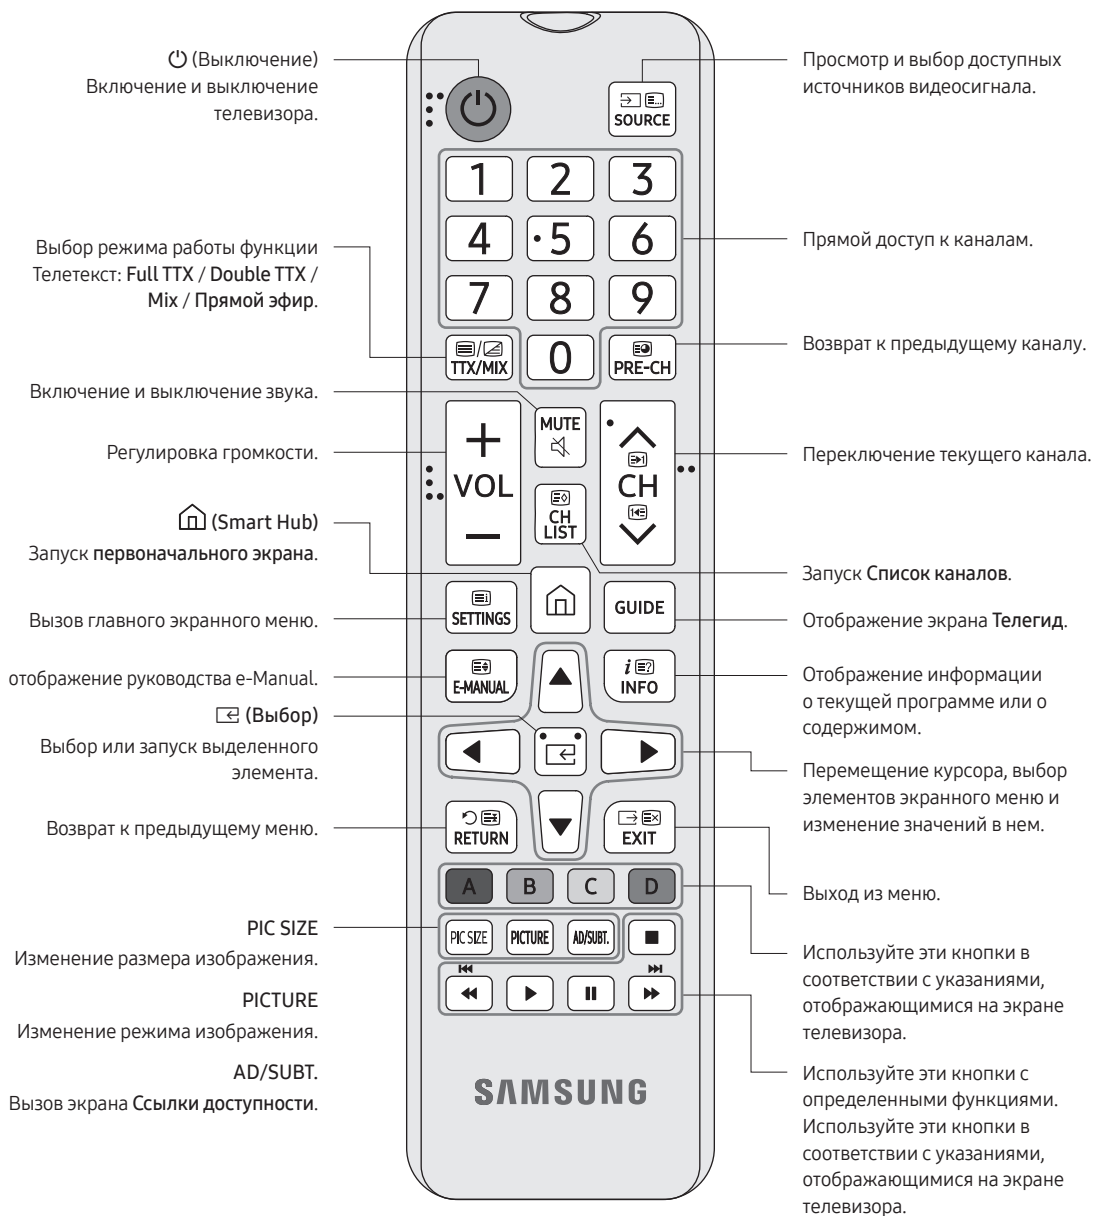 (Выключение)
Включение и выключение
телевизора.
Выбор режима работы функции
Телетекст: Full TTX / Double TTX /
Mix / Прямой эфир.
Включение и выключение звука.
Регулировка громкости.
(Smart Hub)
Запуск первоначального экрана.
Вызов главного экранного меню.
отображение руководства e-Manual.
(Выбор)
Выбор или запуск выделенного
элемента.
Возврат к предыдущему меню.
PIC SIZE
Изменение размера изображения.
PICTURE
Изменение режима изображения.
AD/SUBT.
Вызов экрана Ссылки доступности.
SOURCE
1 2 3
4 5 6
7 8 9
TTX/MIX 0 PRE-CH
MUTE
VOL
CH
CH
LIST
SETTINGS
GUIDE
E-MANUAL
INFO
RETURN
EXIT
A B C D
PIC SIZE PICTURE AD/SUBT.
SAMSUNG
Просмотр и выбор доступных
источников видеосигнала.
Прямой доступ к каналам.
Возврат к предыдущему каналу.
Переключение текущего канала.
Запуск Список каналов.
Отображение экрана Телегид.
Отображение информации
о текущей программе или о
содержимом.
Перемещение курсора, выбор
элементов экранного меню и
изменение значений в нем.
Выход из меню.
Используйте эти кнопки в
соответствии с указаниями,
отображающимися на экране
телевизора.
Используйте эти кнопки с
определенными функциями.
Используйте эти кнопки в
соответствии с указаниями,
отображающимися на экране
телевизора.